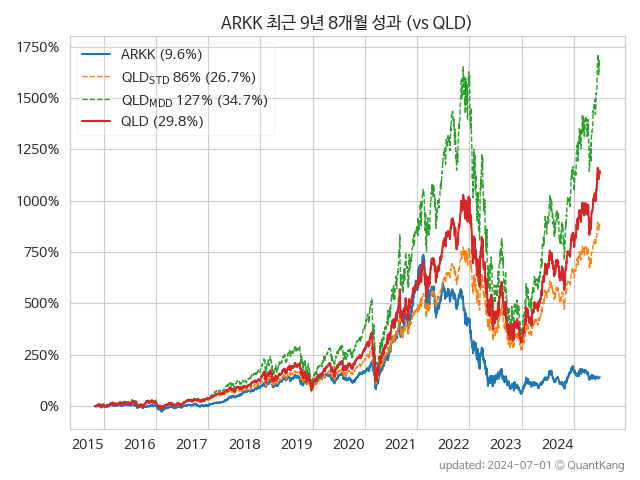 ARKK 최근 9년 8개월 성과 (vs QLD)
1750%
1500%
1250%
1000%
750%
500%
250%
0%
ARKK (9.6%)
QLD_STD 86% (26.7%)
QLD_MDD 127% (34.7%)
QLD (29.8%)
2015 2016 2017 2018 2019 2020 2021 2022 2023 2024
updated: 2024-07-01 © QuantKang